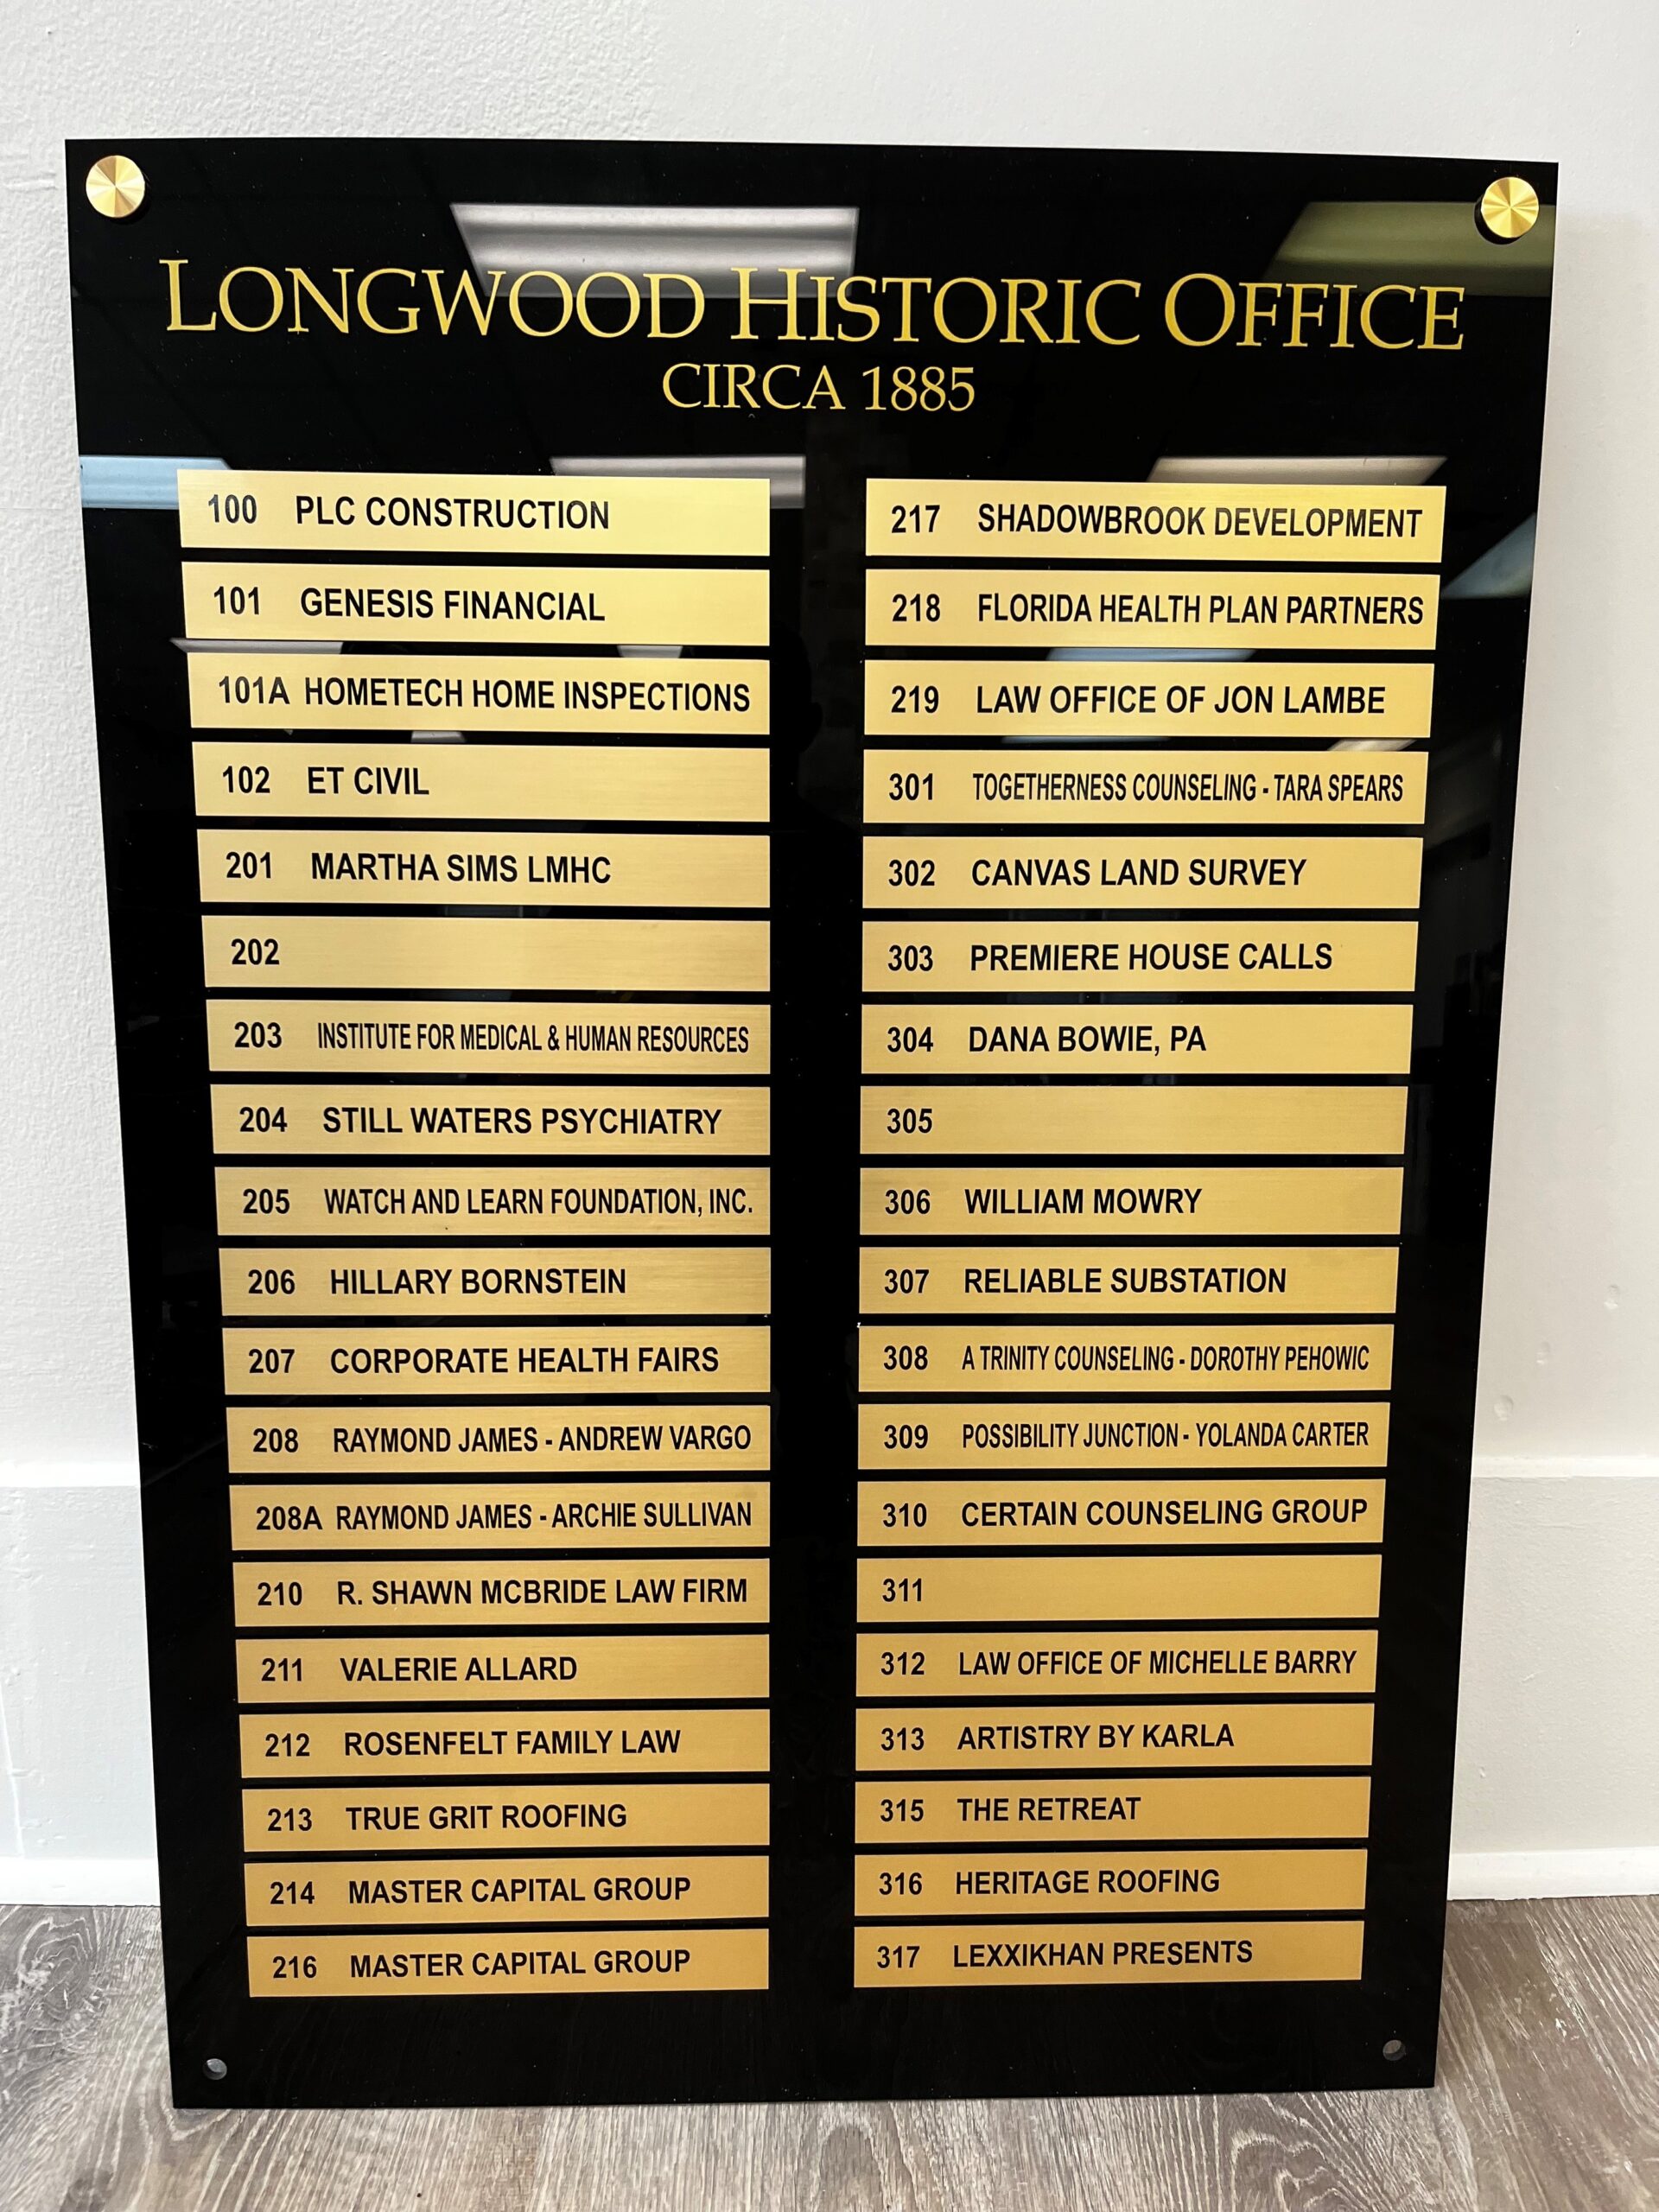 LONGWOOD HISTORIC OFFICE
CIRCA 1885
100 PLC CONSTRUCTION
101 GENESIS FINANCIAL
101A HOMETECH HOME INSPECTIONS
102 ET CIVIL
201 MARTHA SIMS LMHC
202
203 INSTITUTE FOR MEDICAL & HUMAN RESOURCES
204 STILL WATERS PSYCHIATRY
205 WATCH AND LEARN FOUNDATION, INC.
206 HILLARY BORNSTEIN
207 CORPORATE HEALTH FAIRS
208 RAYMOND JAMES - ANDREW VARGO
208A RAYMOND JAMES - ARCHIE SULLIVAN
210 R. SHAWN MCBRIDE LAW FIRM
211 VALERIE ALLARD
212 ROSENFELT FAMILY LAW
213 TRUE GRIT ROOFING
214 MASTER CAPITAL GROUP
216 MASTER CAPITAL GROUP
217 SHADOWBROOK DEVELOPMENT
218 FLORIDA HEALTH PLAN PARTNERS
219 LAW OFFICE OF JON LAMBE
301 TOGETHERNESS COUNSELING - TARA SPEARS
302 CANVAS LAND SURVEY
303 PREMIERE HOUSE CALLS
304 DANA BOWIE, PA
305
306 WILLIAM MOWRY
307 RELIABLE SUBSTATION
308 A TRINITY COUNSELING - DOROTHY PEHOWIC
309 POSSIBILITY JUNCTION - YOLANDA CARTER
310 CERTAIN COUNSELING GROUP
311
312 LAW OFFICE OF MICHELLE BARRY
313 ARTISTRY BY KARLA
315 THE RETREAT
316 HERITAGE ROOFING
317 LEXXIKHAN PRESENTS